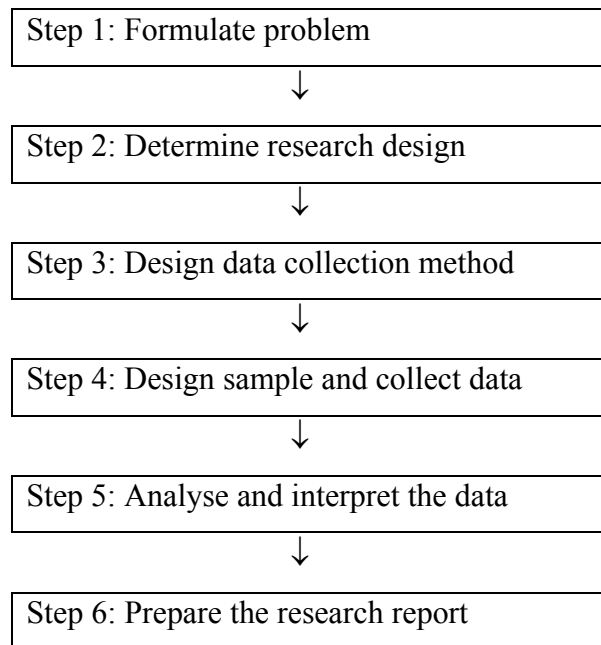 Step 1: Formulate problem
↓
Step 2: Determine research design
↓
Step 3: Design data collection method
↓
Step 4: Design sample and collect data
↓
Step 5: Analyse and interpret the data
↓
Step 6: Prepare the research report